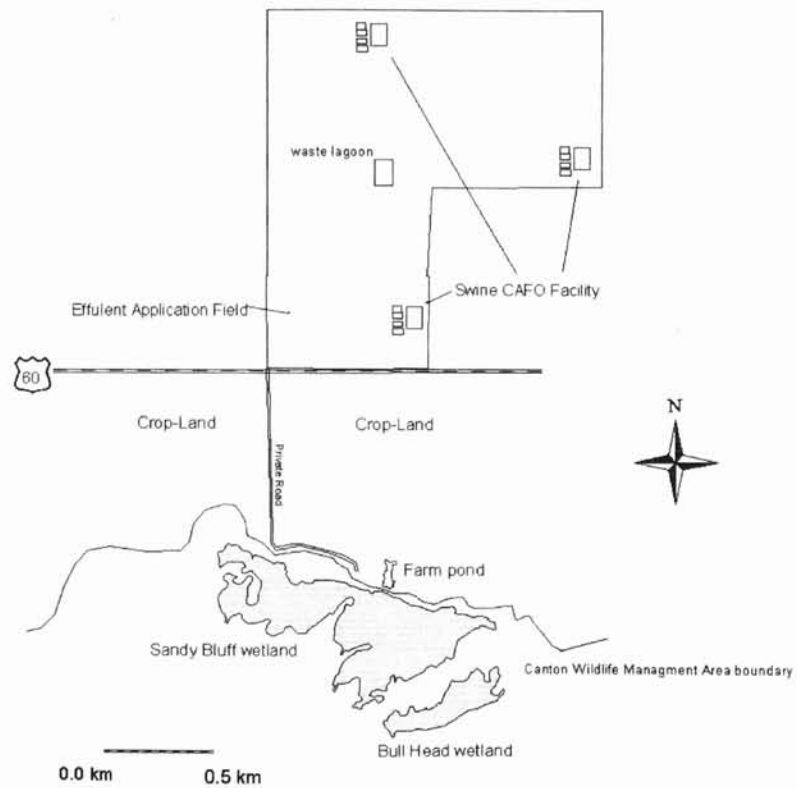 waste lagoon
Swine CAFO Facility
Effulent Application Field
60
Crop-Land
Crop-Land
N
Private Road
Farm pond
Sandy Bluff wetland
Canton Wildlife Managment Area boundary
Bull Head wetland
0.0 km
0.5 km